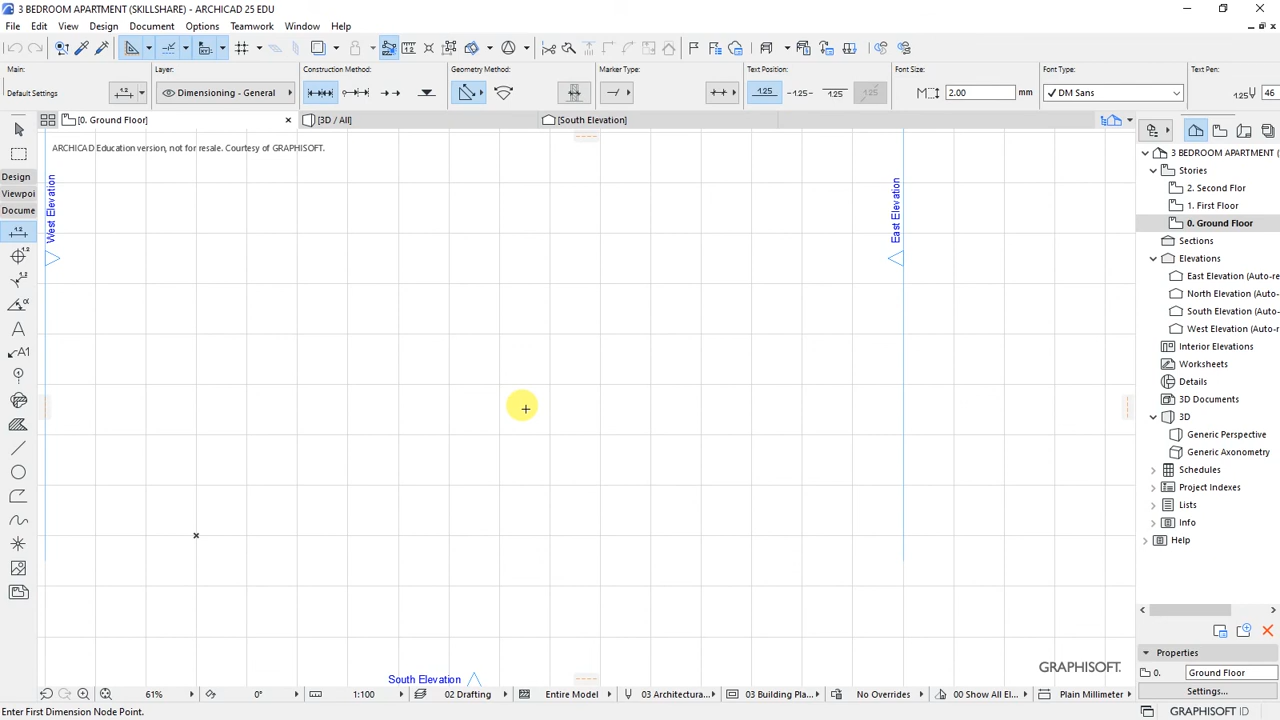 3 BEDROOM APARTMENT (SKILLSHARE) - ARCHICAD 25 EDU
File Edit View Design Document Options Teamwork Window Help
Main: Layer: Construction Method: Geometry Method: Marker Type: Text Position: Font Size: Font Type: Text Pen:
Default Settings 1.2 Dimensioning - General 2.00 mm DM Sans 1.25 46
[0. Ground Floor] [3D / All] [South Elevation]
ARCHICAD Education version, not for resale. Courtesy of GRAPHISOFT.
Design
Viewpoi
Docume
West Elevation
East Elevation
South Elevation
GRAPHISOFT.
3 BEDROOM APARTMENT (
Stories
2. Second Flor
1. First Floor
0. Ground Floor
Sections
Elevations
East Elevation (Auto-re
North Elevation (Auto-
South Elevation (Auto-
West Elevation (Auto-r
Interior Elevations
Worksheets
Details
3D Documents
3D
Generic Perspective
Generic Axonometry
Schedules
Project Indexes
Lists
Info
Help
Properties
0. Ground Floor
Settings...
61% 0° 1:100 02 Drafting Entire Model 03 Architectura... 03 Building Pla... No Overrides 00 Show All El... Plain Millimeter
Enter First Dimension Node Point.
GRAPHISOFT ID